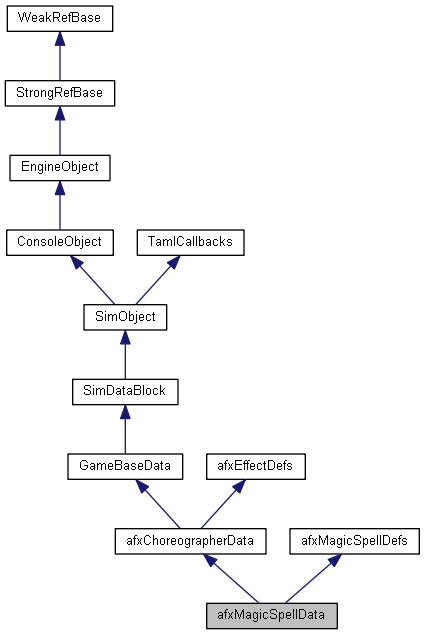 WeakRefBase
StrongRefBase
EngineObject
ConsoleObject
TamlCallbacks
SimObject
SimDataBlock
GameBaseData
afxEffectDefs
afxChoreographerData
afxMagicSpellDefs
afxMagicSpellData